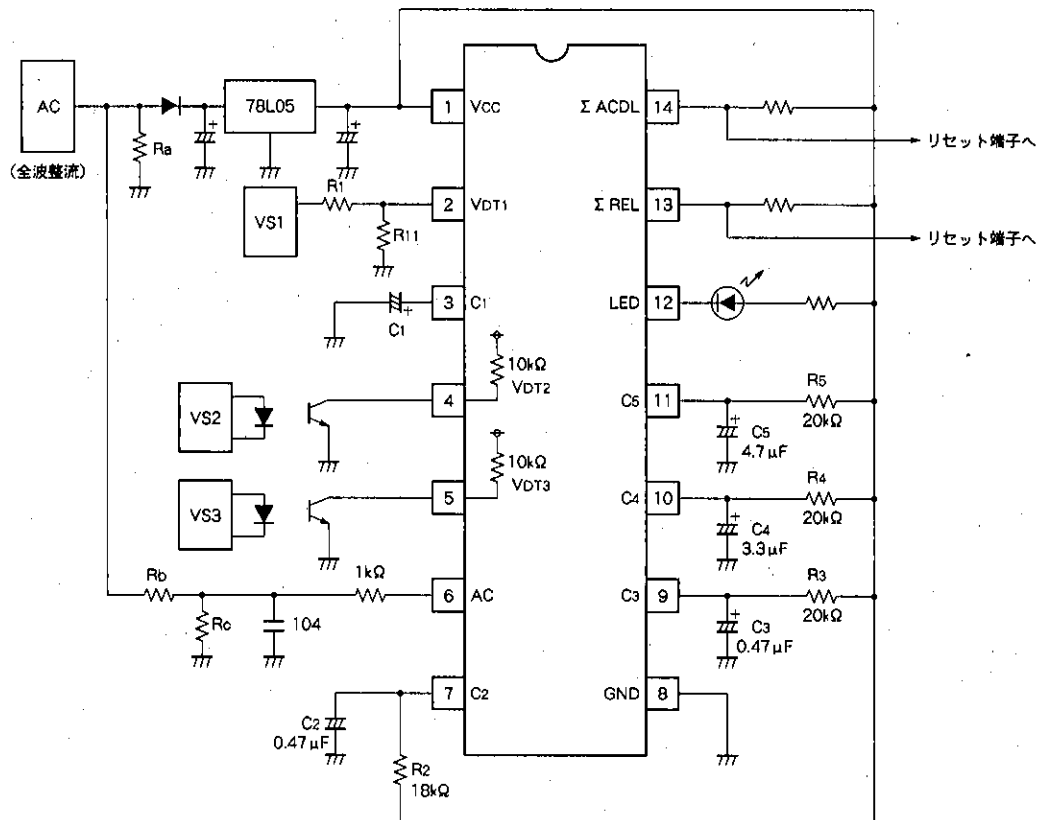 AC
(全波整流)
Ra
78L05
1
VCC
Σ ACDL
14
リセット端子へ
VS1
R1
R11
2
VDT1
Σ REL
13
リセット端子へ
C1
3
C1
LED
12
10kΩ
VDT2
VS2
4
C5
11
R5
20kΩ
C5
4.7μF
10kΩ
VDT3
VS3
5
C4
10
R4
20kΩ
C4
3.3μF
Rb
Rc
104
1kΩ
6
AC
C3
9
R3
20kΩ
C3
0.47μF
C2
0.47μF
7
C2
GND
8
R2
18kΩ